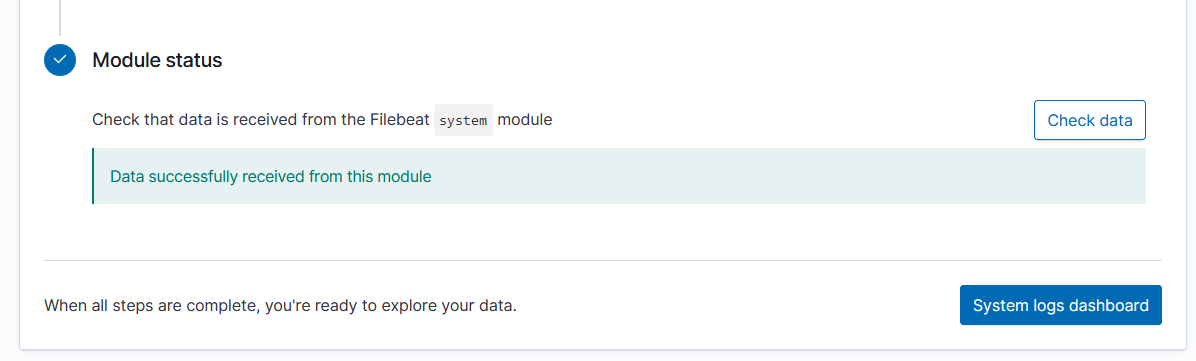 Module status
Check that data is received from the Filebeat system module
Check data
Data successfully received from this module
When all steps are complete, you're ready to explore your data.
System logs dashboard